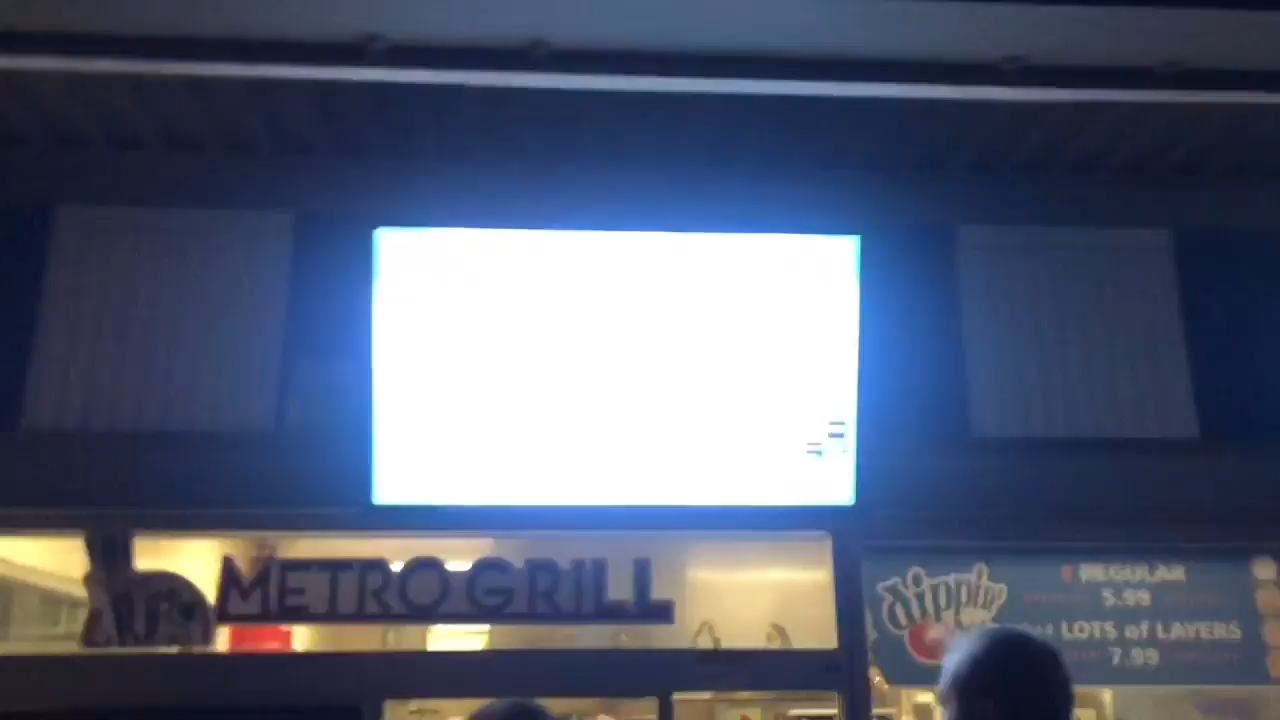 METRO GRILL
dippin'
REGULAR
5.99
LOTS of LAYERS
7.99